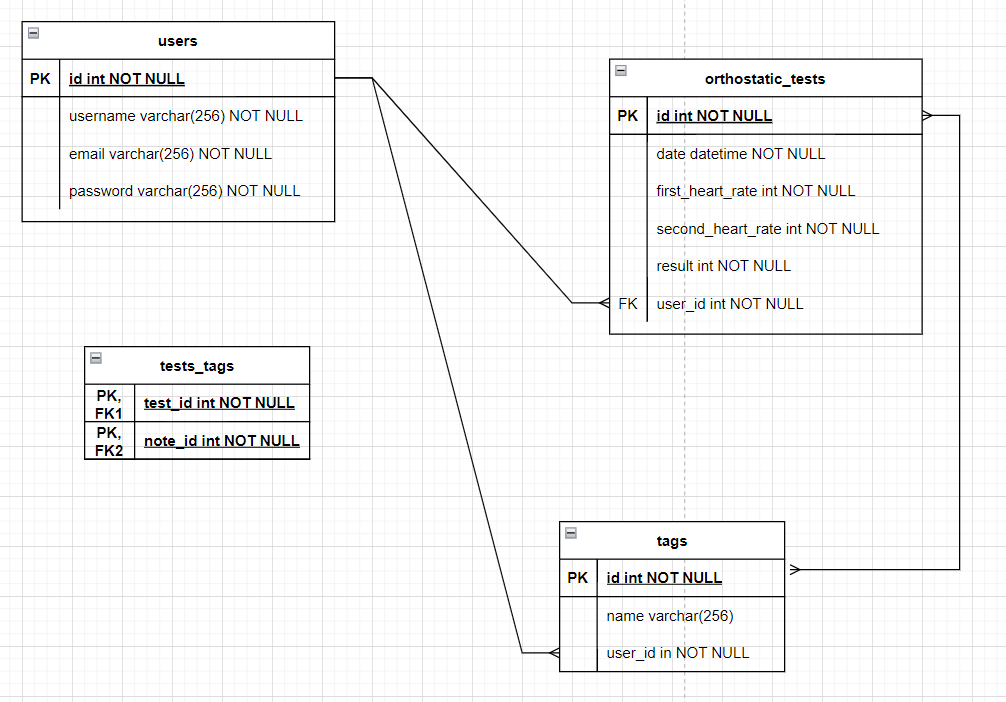 users
PK id int NOT NULL
username varchar(256) NOT NULL
email varchar(256) NOT NULL
password varchar(256) NOT NULL
orthostatic_tests
PK id int NOT NULL
date datetime NOT NULL
first_heart_rate int NOT NULL
second_heart_rate int NOT NULL
result int NOT NULL
FK user_id int NOT NULL
tests_tags
PK,
FK1 test_id int NOT NULL
PK,
FK2 note_id int NOT NULL
tags
PK id int NOT NULL
name varchar(256)
user_id in NOT NULL